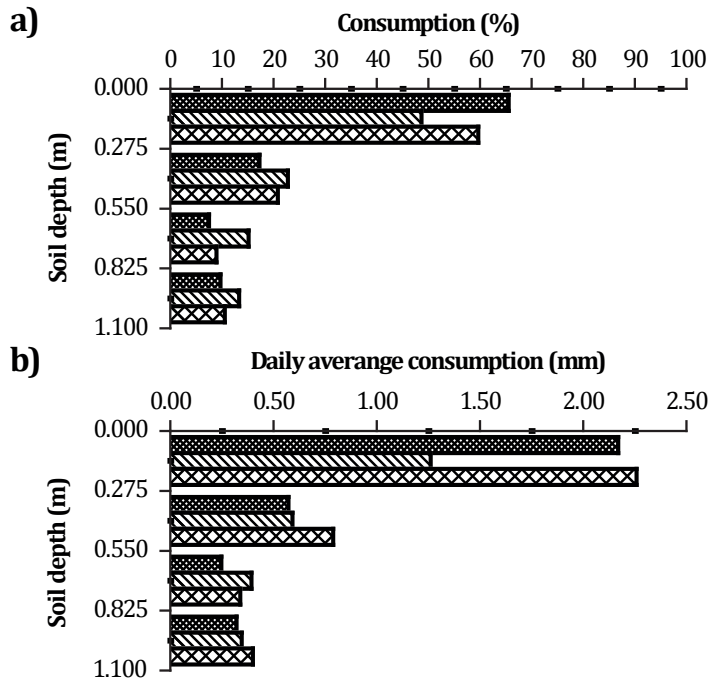 a)
Consumption (%)
0 10 20 30 40 50 60 70 80 90 100
Soil depth (m)
0.000
0.275
0.550
0.825
1.100
b)
Daily averange consumption (mm)
0.00 0.50 1.00 1.50 2.00 2.50
Soil depth (m)
0.000
0.275
0.550
0.825
1.100